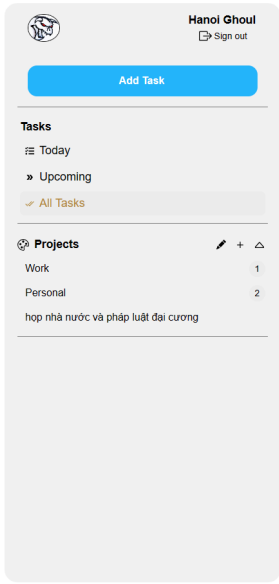 Hanoi Ghoul
Sign out
Add Task
Tasks
Today
Upcoming
All Tasks
Projects
Work 1
Personal 2
họp nhà nước và pháp luật đại cương